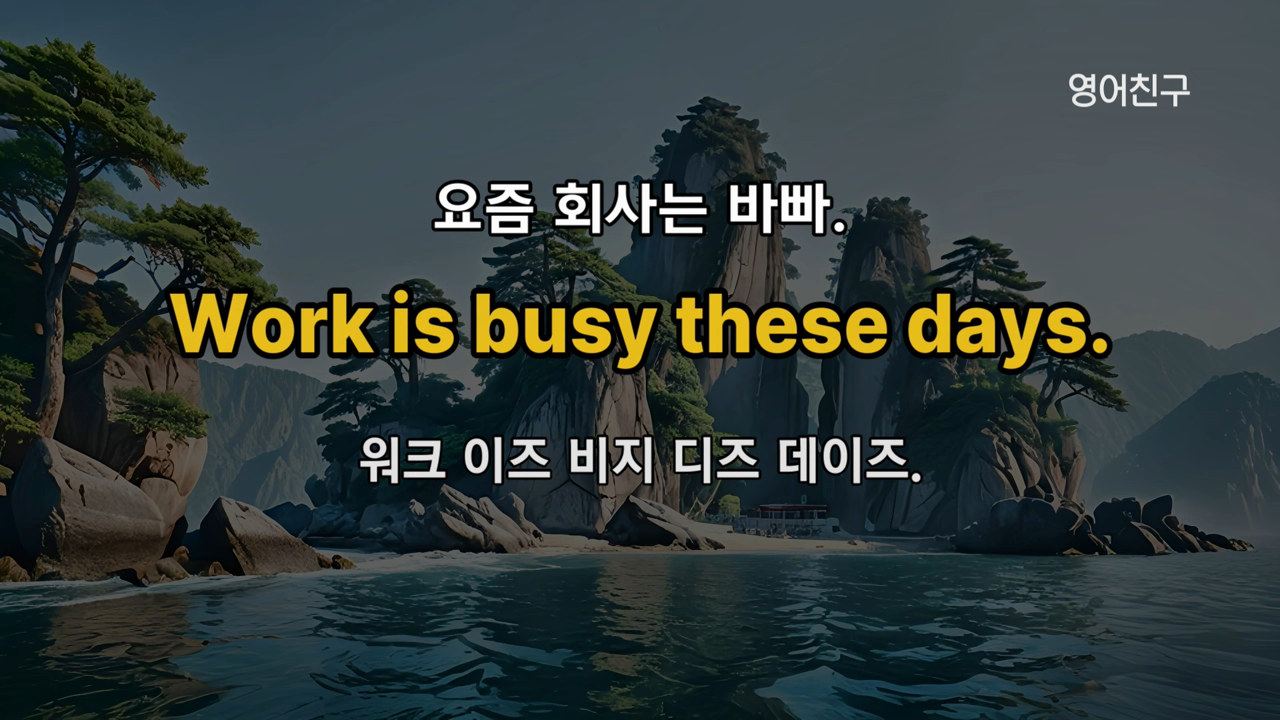 영어친구
요즘 회사는 바빠.
Work is busy these days.
워크 이즈 비지 디즈 데이즈.